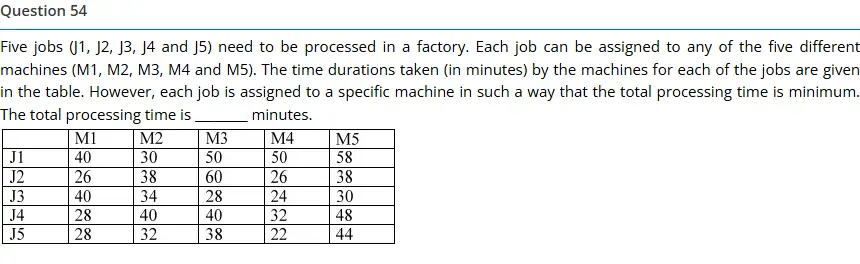 Question 54
Five jobs (J1, J2, J3, J4 and J5) need to be processed in a factory. Each job can be assigned to any of the five different
machines (M1, M2, M3, M4 and M5). The time durations taken (in minutes) by the machines for each of the jobs are given
in the table. However, each job is assigned to a specific machine in such a way that the total processing time is minimum.
The total processing time is ________ minutes.
M1 M2 M3 M4 M5
J1 40 30 50 50 58
J2 26 38 60 26 38
J3 40 34 28 24 30
J4 28 40 40 32 48
J5 28 32 38 22 44